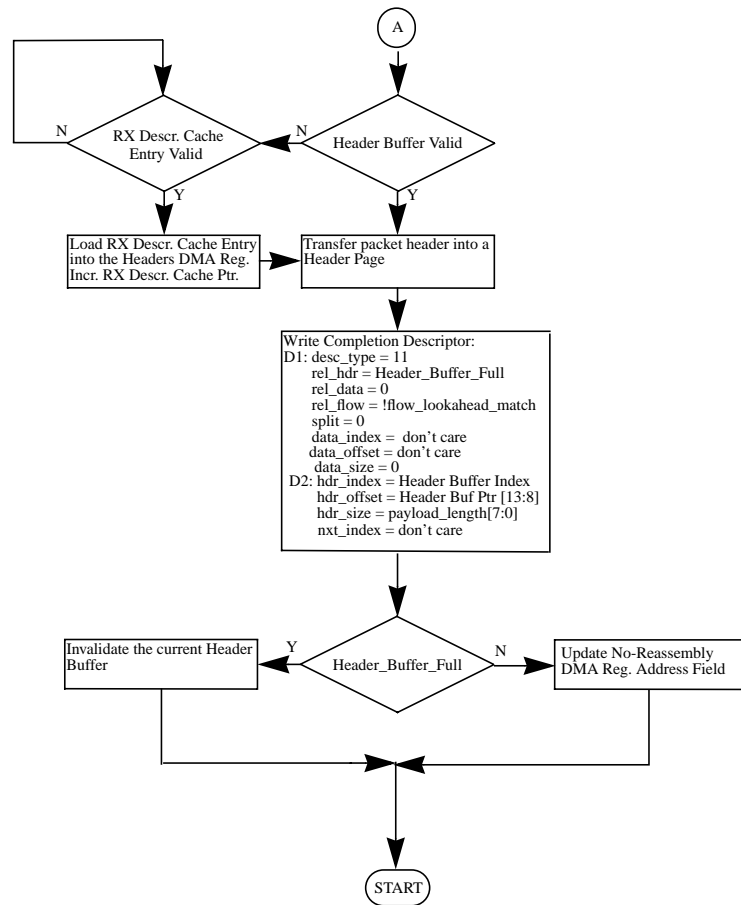 A
N
RX Descr. Cache
Entry Valid
N
Header Buffer Valid
Y
Y
Load RX Descr. Cache Entry
into the Headers DMA Reg.
Incr. RX Descr. Cache Ptr.
Transfer packet header into a
Header Page
Write Completion Descriptor:
D1: desc_type = 11
rel_hdr = Header_Buffer_Full
rel_data = 0
rel_flow = !flow_lookahead_match
split = 0
data_index = don't care
data_offset = don't care
data_size = 0
D2: hdr_index = Header Buffer Index
hdr_offset = Header Buf Ptr [13:8]
hdr_size = payload_length[7:0]
nxt_index = don't care
Invalidate the current Header
Buffer
Y
Header_Buffer_Full
N
Update No-Reassembly
DMA Reg. Address Field
START